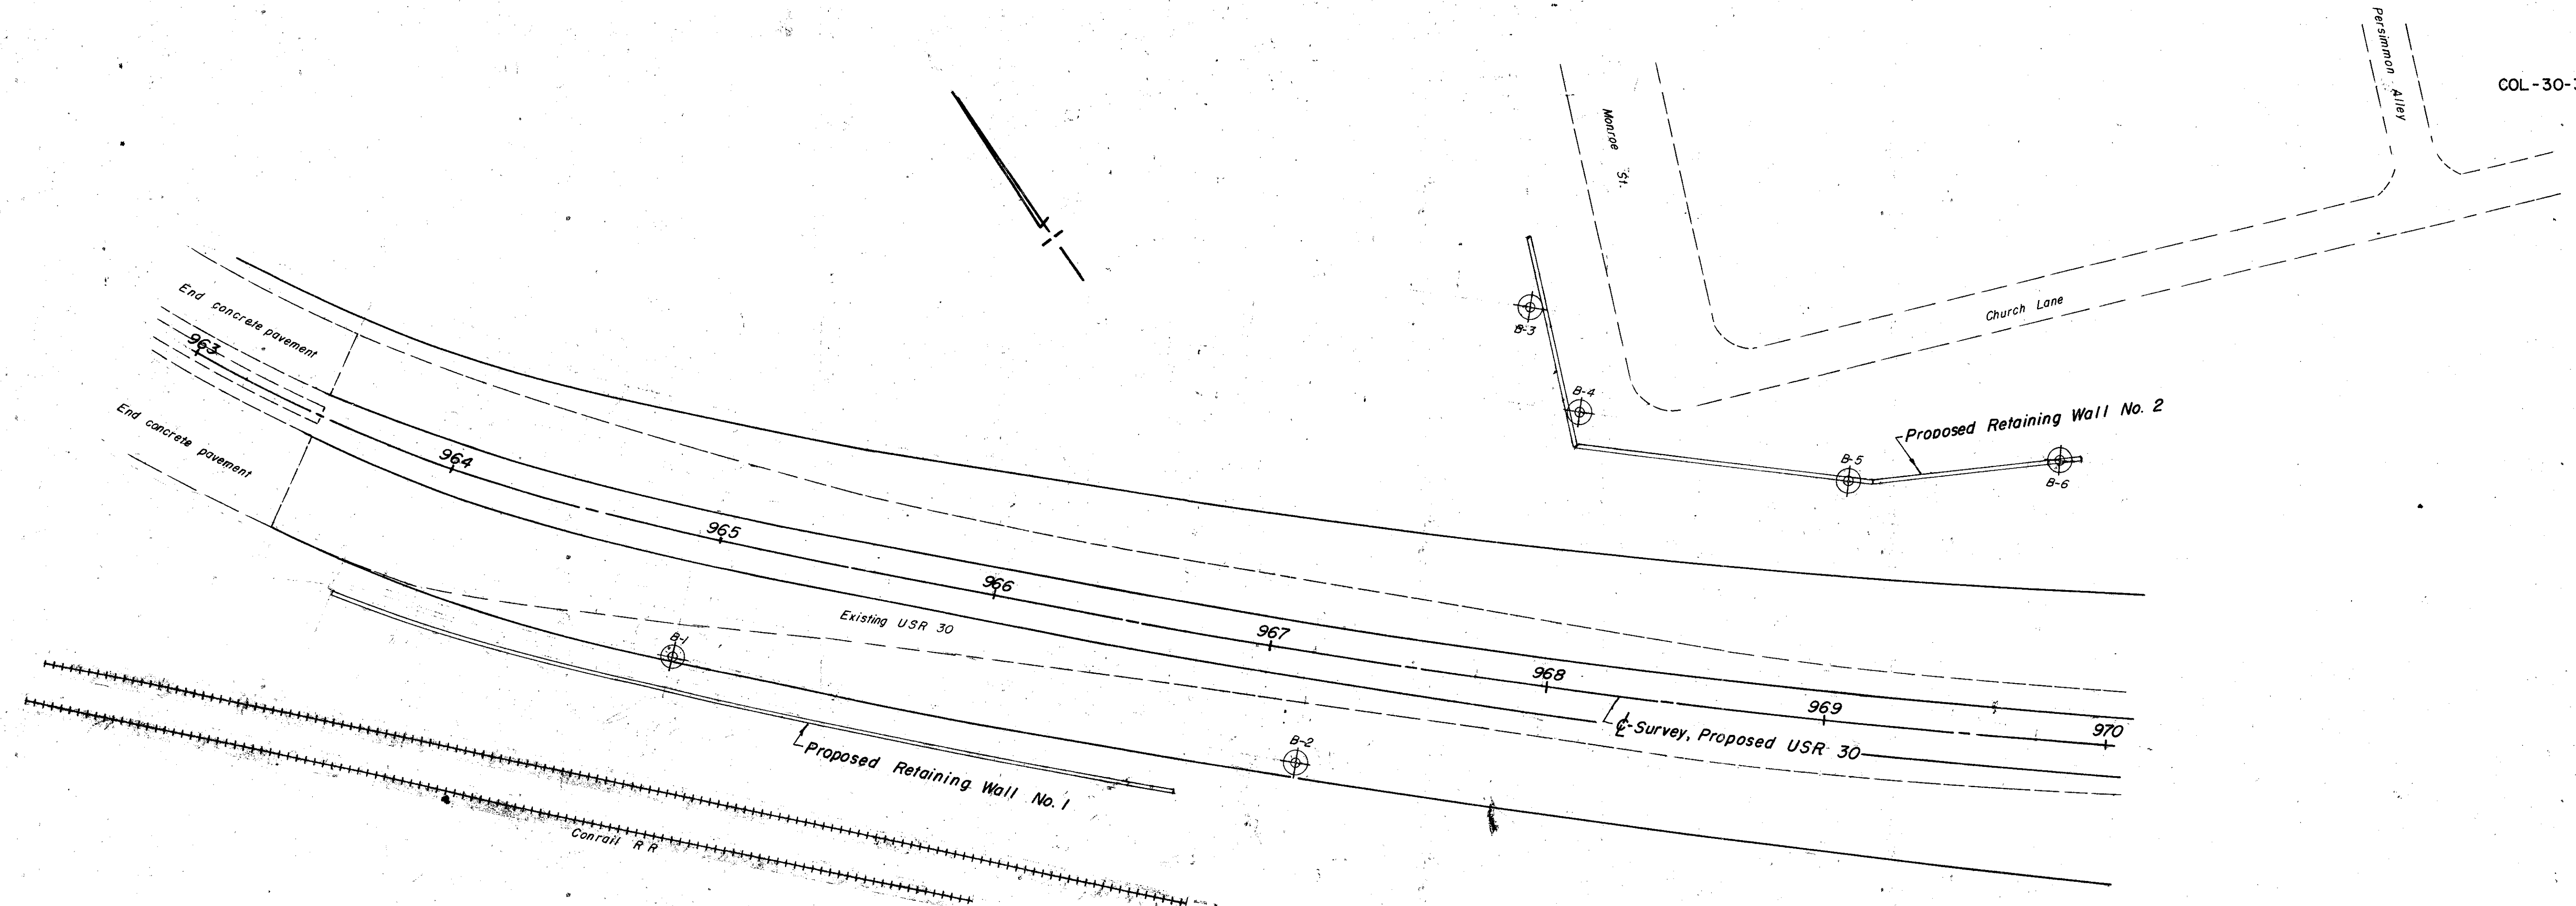 Persimmon Alley
COL-30-
Monroe St.
End concrete pavement
Church Lane
B-3
963
B-4
Proposed Retaining Wall No. 2
End concrete pavement
964
B-5
B-6
965
966
Existing USR 30
967
B-1
968
969
₵-Survey, Proposed USR 30
970
B-2
Proposed Retaining Wall No. 1
Conrail RR